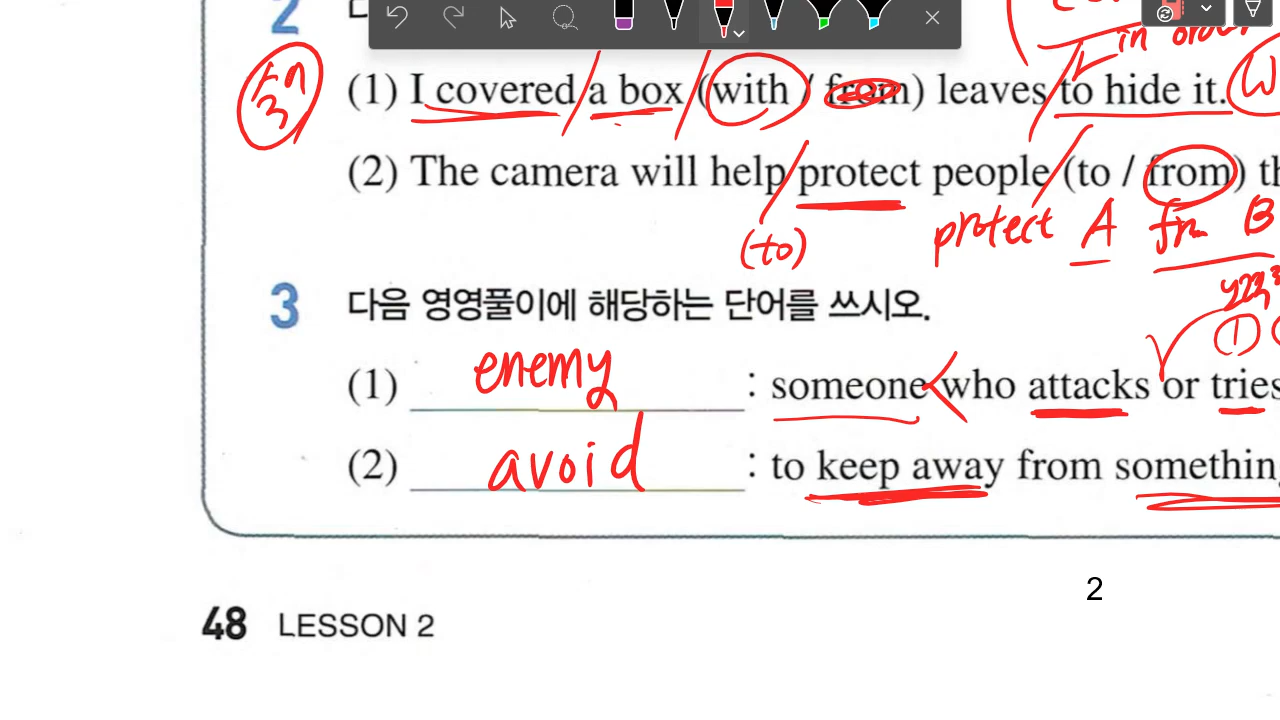 2
in order
(1) I covered a box (with / from) leaves to hide it.
(2) The camera will help protect people (to / from) th
(to) protect A from B
3 다음 영영풀이에 해당하는 단어를 쓰시오.
①
(1) enemy : someone who attacks or tries
(2) avoid : to keep away from something
2
48 LESSON 2